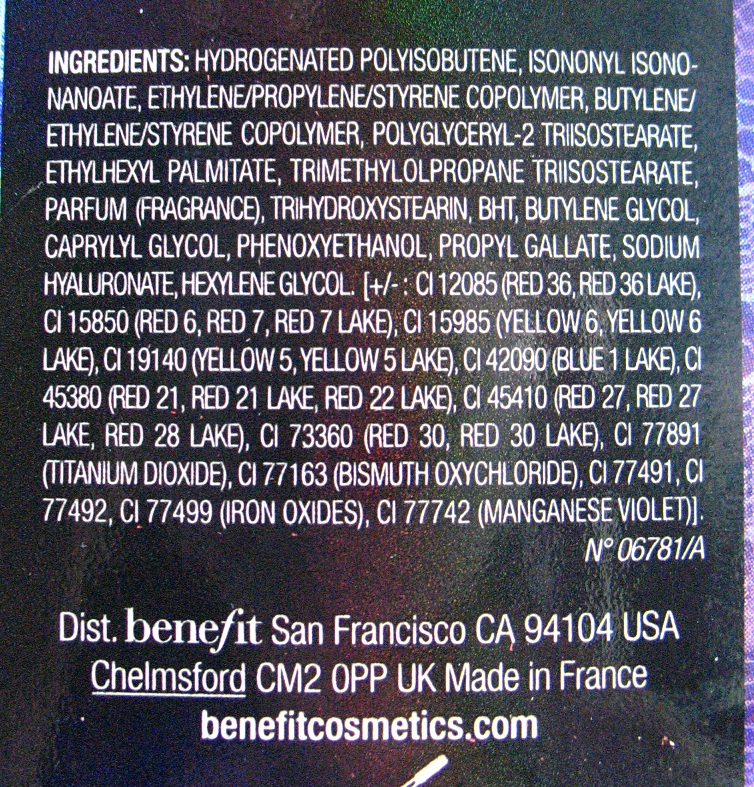 INGREDIENTS: HYDROGENATED POLYISOBUTENE, ISONONYL ISONO-
NANOATE, ETHYLENE/PROPYLENE/STYRENE COPOLYMER, BUTYLENE/
ETHYLENE/STYRENE COPOLYMER, POLYGLYCERYL-2 TRIISOSTEARATE,
ETHYLHEXYL PALMITATE, TRIMETHYLOLPROPANE TRIISOSTEARATE,
PARFUM (FRAGRANCE), TRIHYDROXYSTEARIN, BHT, BUTYLENE GLYCOL,
CAPRYLYL GLYCOL, PHENOXYETHANOL, PROPYL GALLATE, SODIUM
HYALURONATE, HEXYLENE GLYCOL. [+/- : CI 12085 (RED 36, RED 36 LAKE),
CI 15850 (RED 6, RED 7, RED 7 LAKE), CI 15985 (YELLOW 6, YELLOW 6
LAKE), CI 19140 (YELLOW 5, YELLOW 5 LAKE), CI 42090 (BLUE 1 LAKE), CI
45380 (RED 21, RED 21 LAKE, RED 22 LAKE), CI 45410 (RED 27, RED 27
LAKE, RED 28 LAKE), CI 73360 (RED 30, RED 30 LAKE), CI 77891
(TITANIUM DIOXIDE), CI 77163 (BISMUTH OXYCHLORIDE), CI 77491, CI
77492, CI 77499 (IRON OXIDES), CI 77742 (MANGANESE VIOLET)].
N° 06781/A
Dist. benefit San Francisco CA 94104 USA
Chelmsford CM2 0PP UK Made in France
benefitcosmetics.com